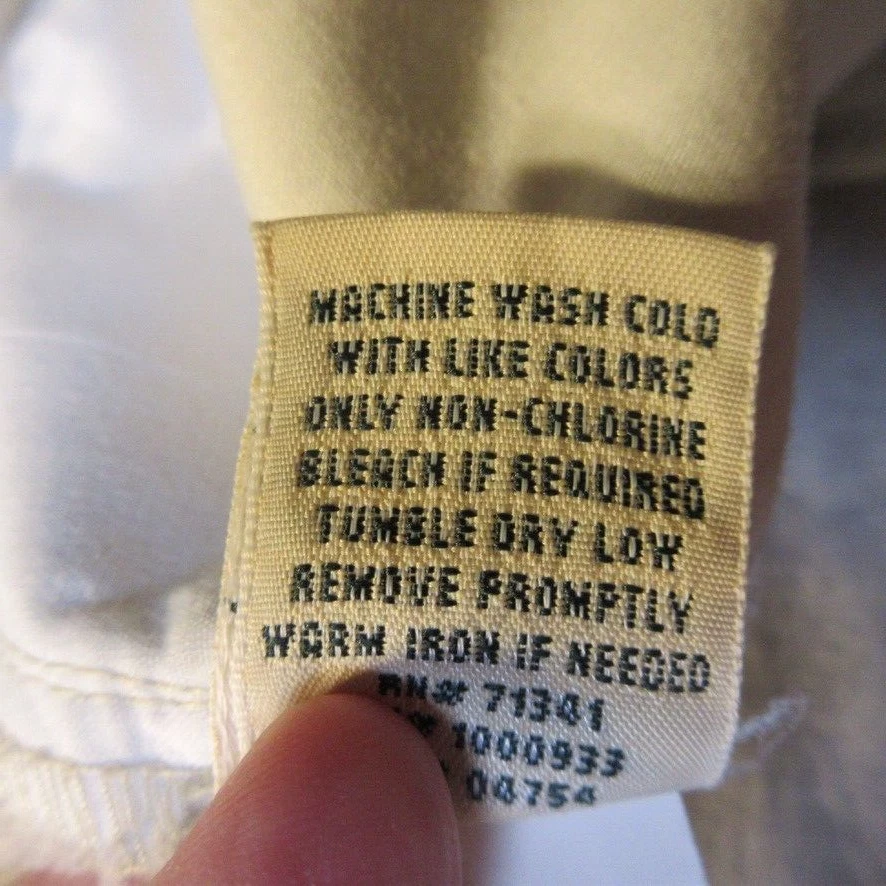 MACHINE WASH COLD
WITH LIKE COLORS
ONLY NON-CHLORINE
BLEACH IF REQUIRED
TUMBLE DRY LOW
REMOVE PROMPTLY
WARM IRON IF NEEDED
RN# 71341
# 1000933
04754